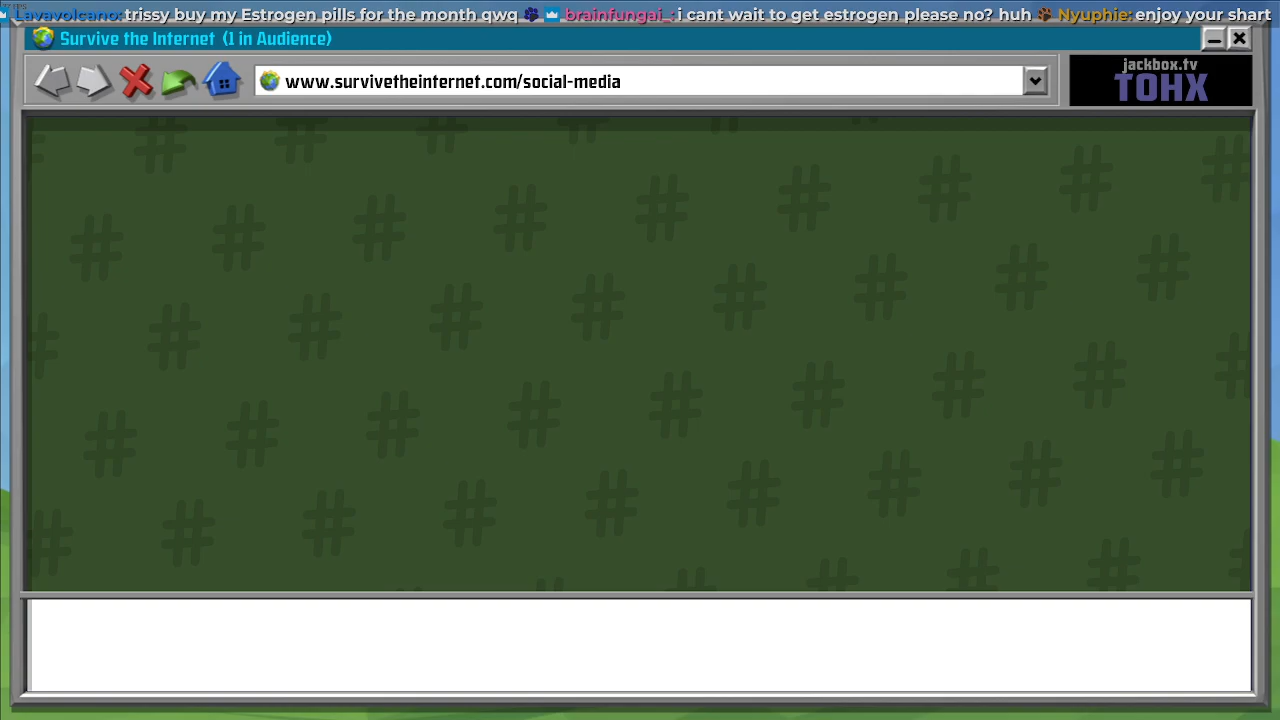 Lavavolcano: trissy buy my Estrogen pills for the month qwq brainfungai_: i cant wait to get estrogen please no? huh Nyuphie: enjoy your shart
Survive the Internet (1 in Audience)
www.survivetheinternet.com/social-media
jackbox.tv
TOHX